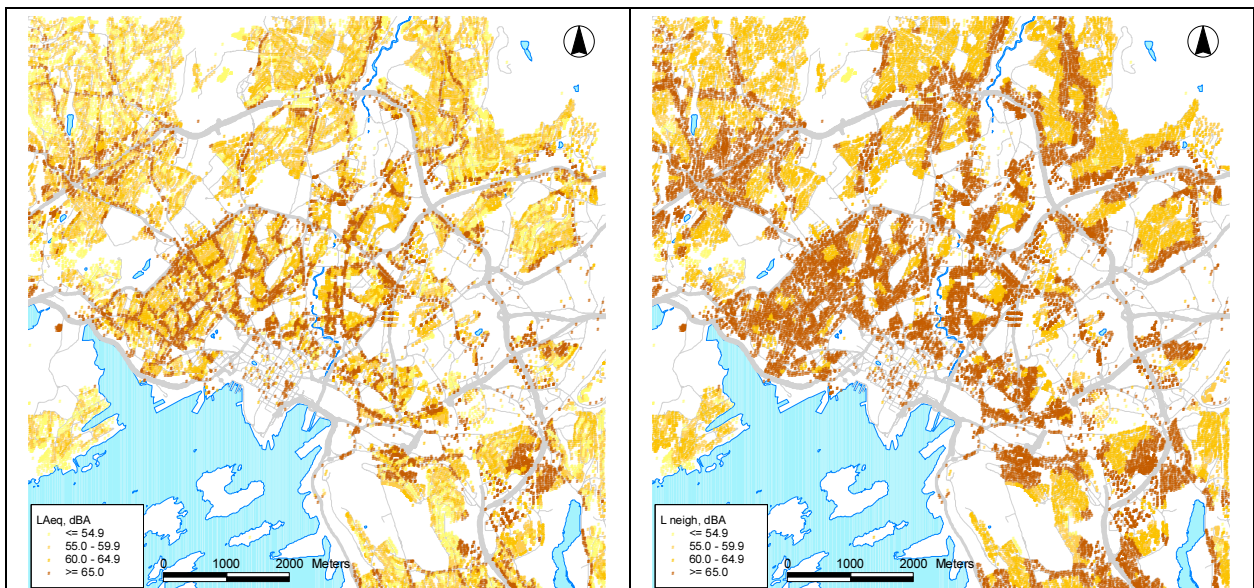 LAeq, dBA
<= 54.9
55.0 - 59.9
60.0 - 64.9
>= 65.0
0 1000 2000 Meters
L neigh, dBA
<= 54.9
55.0 - 59.9
60.0 - 64.9
>= 65.0
0 1000 2000 Meters